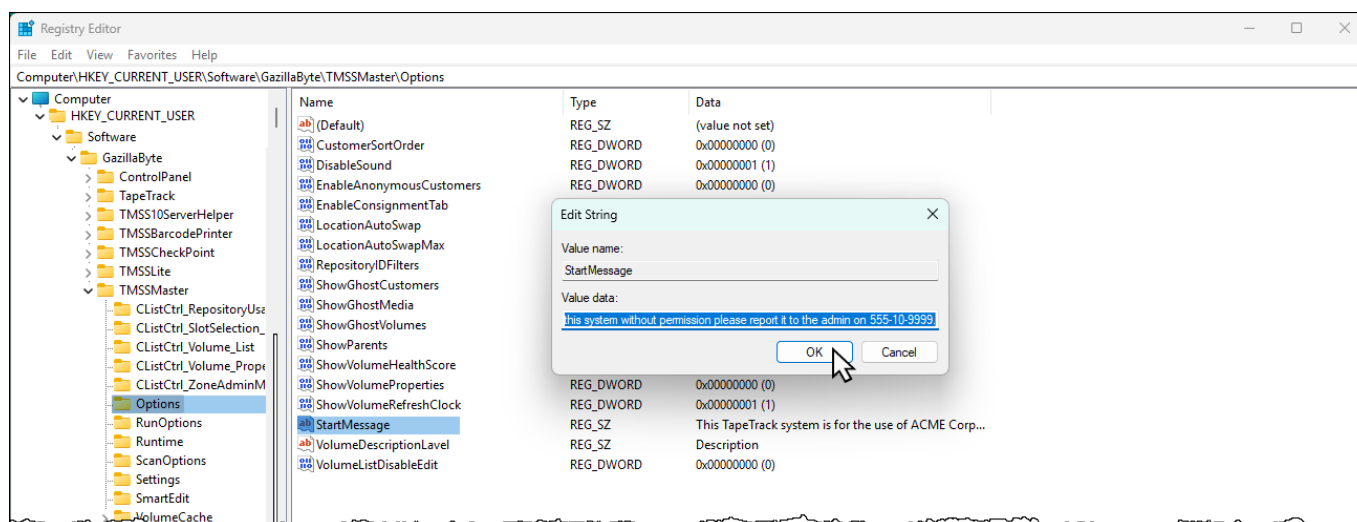 Registry Editor
File Edit View Favorites Help
Computer\HKEY_CURRENT_USER\Software\GazillaByte\TMSSMaster\Options
Computer
HKEY_CURRENT_USER
Software
GazillaByte
ControlPanel
TapeTrack
TMSS10ServerHelper
TMSSBarcodePrinter
TMSSCheckPoint
TMSSLite
TMSSMaster
CListCtrl_RepositoryUsa
CListCtrl_SlotSelection_
CListCtrl_Volume_List
CListCtrl_Volume_Prope
CListCtrl_ZoneAdminM
Options
RunOptions
Runtime
ScanOptions
Settings
SmartEdit
VolumeCache
Name Type Data
(Default) REG_SZ (value not set)
CustomerSortOrder REG_DWORD 0x00000000 (0)
DisableSound REG_DWORD 0x00000001 (1)
EnableAnonymousCustomers REG_DWORD 0x00000000 (0)
EnableConsignmentTab
LocationAutoSwap
LocationAutoSwapMax
RepositoryIDFilters
ShowGhostCustomers
ShowGhostMedia
ShowGhostVolumes
ShowParents
ShowVolumeHealthScore
ShowVolumeProperties REG_DWORD 0x00000000 (0)
ShowVolumeRefreshClock REG_DWORD 0x00000001 (1)
StartMessage REG_SZ This TapeTrack system is for the use of ACME Corp...
VolumeDescriptionLavel REG_SZ Description
VolumeListDisableEdit REG_DWORD 0x00000000 (0)
Edit String
Value name:
StartMessage
Value data:
this system without permission please report it to the admin on 555-10-9999.
OK Cancel